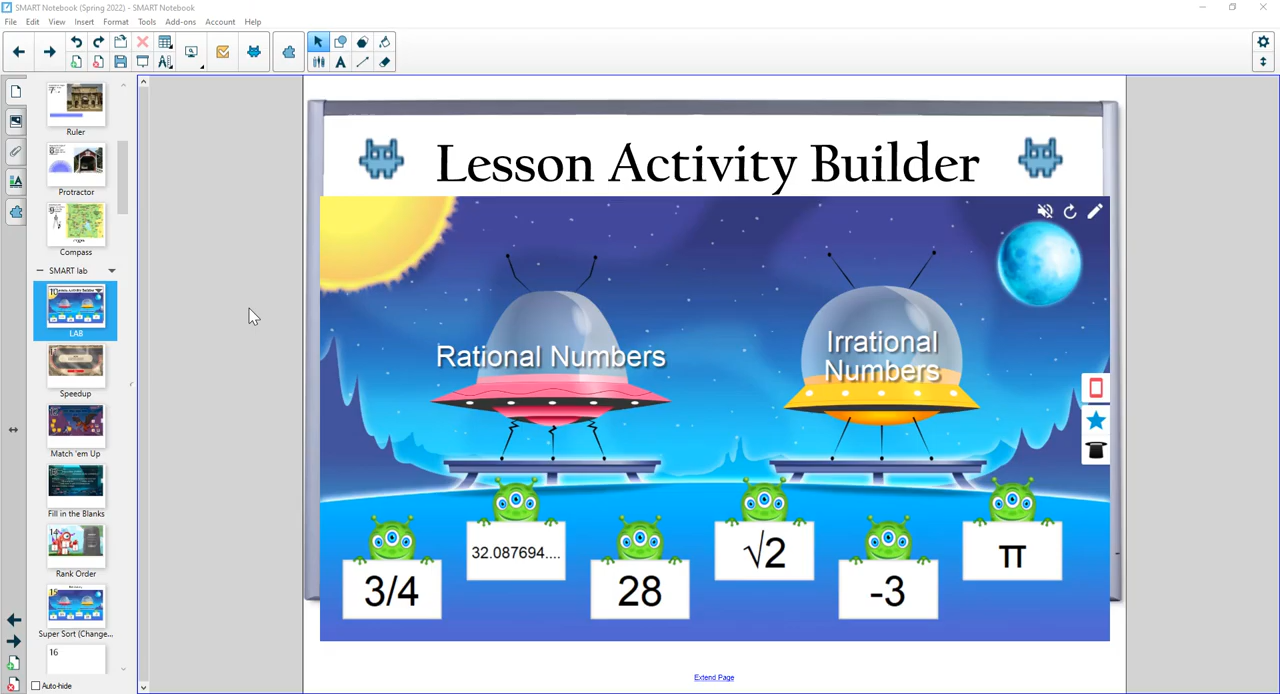 SMART Notebook (Spring 2022) - SMART Notebook
File Edit View Insert Format Tools Add-ons Account Help
7
Ruler
8
Protractor
9
Compass
SMART lab
10
LAB
Speedup
Match 'em Up
Fill in the Blanks
14
Rank Order
15
Super Sort (Change...
16
Auto-hide
Lesson Activity Builder
Rational Numbers
Irrational
Numbers
3/4
32.087694....
28
√2
-3
π
Extend Page